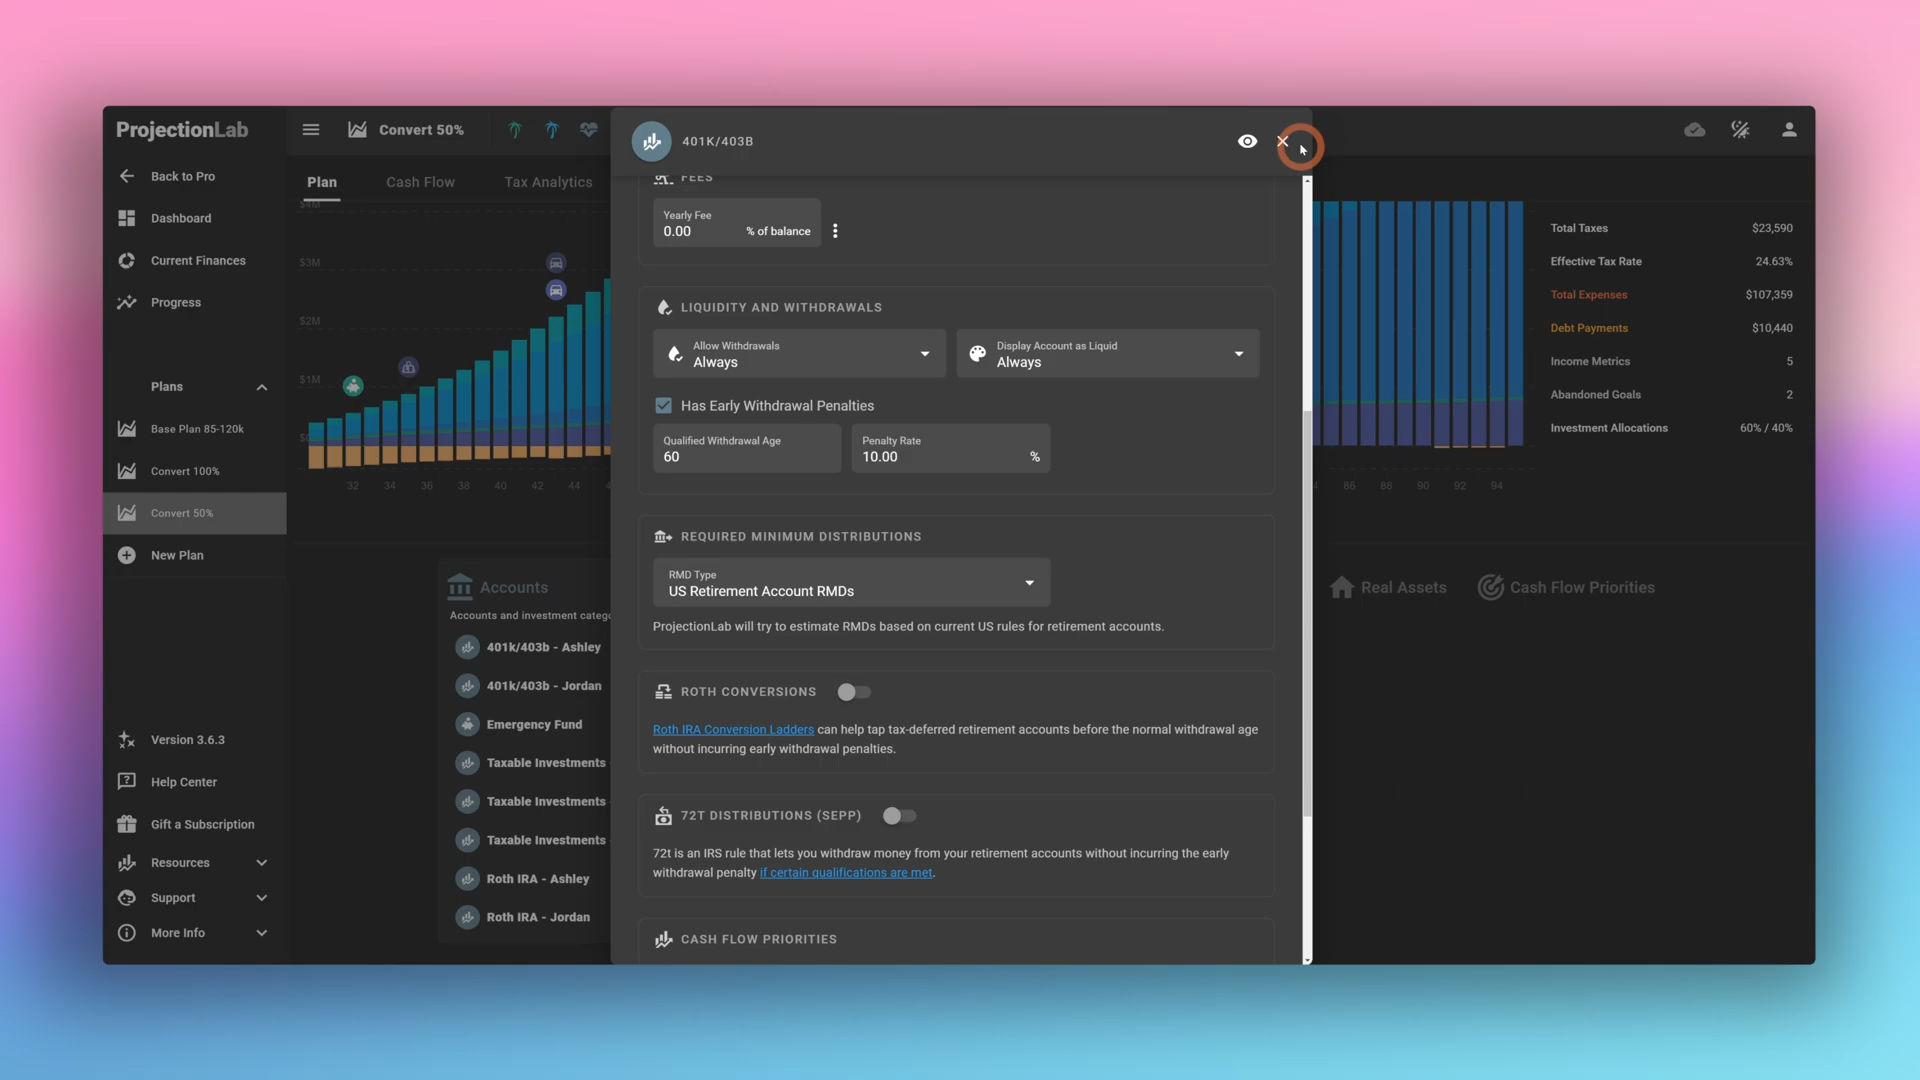 ProjectionLab
Back to Pro
Dashboard
Current Finances
Progress
Plans
Base Plan 85-120k
Convert 100%
Convert 50%
New Plan
Version 3.6.3
Help Center
Gift a Subscription
Resources
Support
More Info
Convert 50%
Plan
Cash Flow
Tax Analytics
$4M
$3M
$2M
$1M
$0
32 34 36 38 40 42 44
Accounts
Accounts and investment categ
401k/403b - Ashley
401k/403b - Jordan
Emergency Fund
Taxable Investments
Taxable Investments
Taxable Investments
Roth IRA - Ashley
Roth IRA - Jordan
401K/403B
FEES
Yearly Fee
0.00 % of balance
LIQUIDITY AND WITHDRAWALS
Allow Withdrawals
Always
Display Account as Liquid
Always
Has Early Withdrawal Penalties
Qualified Withdrawal Age
60
Penalty Rate
10.00 %
REQUIRED MINIMUM DISTRIBUTIONS
RMD Type
US Retirement Account RMDs
ProjectionLab will try to estimate RMDs based on current US rules for retirement accounts.
ROTH CONVERSIONS
Roth IRA Conversion Ladders can help tap tax-deferred retirement accounts before the normal withdrawal age
without incurring early withdrawal penalties.
72T DISTRIBUTIONS (SEPP)
72t is an IRS rule that lets you withdraw money from your retirement accounts without incurring the early
withdrawal penalty if certain qualifications are met.
CASH FLOW PRIORITIES
86 88 90 92 94
Total Taxes $23,590
Effective Tax Rate 24.63%
Total Expenses $107,359
Debt Payments $10,440
Income Metrics 5
Abandoned Goals 2
Investment Allocations 60% / 40%
Real Assets
Cash Flow Priorities